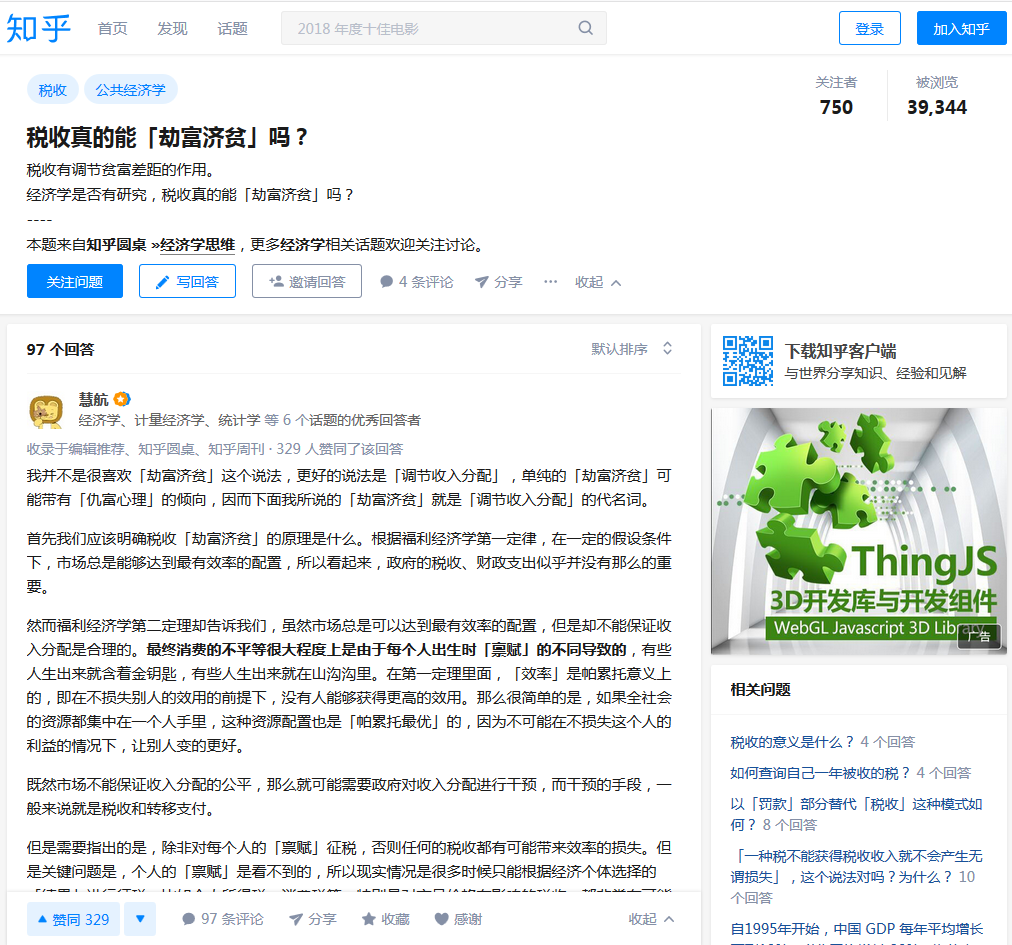 知乎
首页 发现 话题
2018 年度十佳电影
登录 加入知乎
税收 公共经济学
关注者 被浏览
750 39,344
税收真的能「劫富济贫」吗？
税收有调节贫富差距的作用。
经济学是否有研究，税收真的能「劫富济贫」吗？
----
本题来自知乎圆桌 »经济学思维，更多经济学相关话题欢迎关注讨论。
关注问题 写回答 邀请回答 4 条评论 分享 ··· 收起
97 个回答 默认排序
慧航
经济学、计量经济学、统计学 等 6 个话题的优秀回答者
收录于编辑推荐、知乎圆桌、知乎周刊 · 329 人赞同了该回答
我并不是很喜欢「劫富济贫」这个说法，更好的说法是「调节收入分配」，单纯的「劫富济贫」可
能带有「仇富心理」的倾向，因而下面我所说的「劫富济贫」就是「调节收入分配」的代名词。
首先我们应该明确税收「劫富济贫」的原理是什么。根据福利经济学第一定律，在一定的假设条件
下，市场总是能够达到最有效率的配置，所以看起来，政府的税收、财政支出似乎并没有那么的重
要。
然而福利经济学第二定理却告诉我们，虽然市场总是可以达到最有效率的配置，但是却不能保证收
入分配是合理的。最终消费的不平等很大程度上是由于每个人出生时「禀赋」的不同导致的，有些
人生出来就含着金钥匙，有些人生出来就在山沟沟里。在第一定理里面，「效率」是帕累托意义上
的，即在不损失别人的效用的前提下，没有人能够获得更高的效用。那么很简单的是，如果全社会
的资源都集中在一个人手里，这种资源配置也是「帕累托最优」的，因为不可能在不损失这个人的
利益的情况下，让别人变的更好。
既然市场不能保证收入分配的公平，那么就可能需要政府对收入分配进行干预，而干预的手段，一
般来说就是税收和转移支付。
但是需要指出的是，除非对每个人的「禀赋」征税，否则任何的税收都有可能带来效率的损失。但
是关键问题是，个人的「禀赋」是看不到的，所以现实情况是很多时候只能根据经济个体选择的
赞同 329 97 条评论 分享 收藏 感谢 收起
下载知乎客户端
与世界分享知识、经验和见解
ThingJS
3D开发库与开发组件
WebGL Javascript 3D Library
广告
相关问题
税收的意义是什么？ 4 个回答
如何查询自己一年被收的税？ 4 个回答
以「罚款」部分替代「税收」这种模式如
何？ 8 个回答
「一种税不能获得税收收入就不会产生无
谓损失」，这个说法对吗？为什么？ 10
个回答
自1995年开始，中国 GDP 每年平均增长